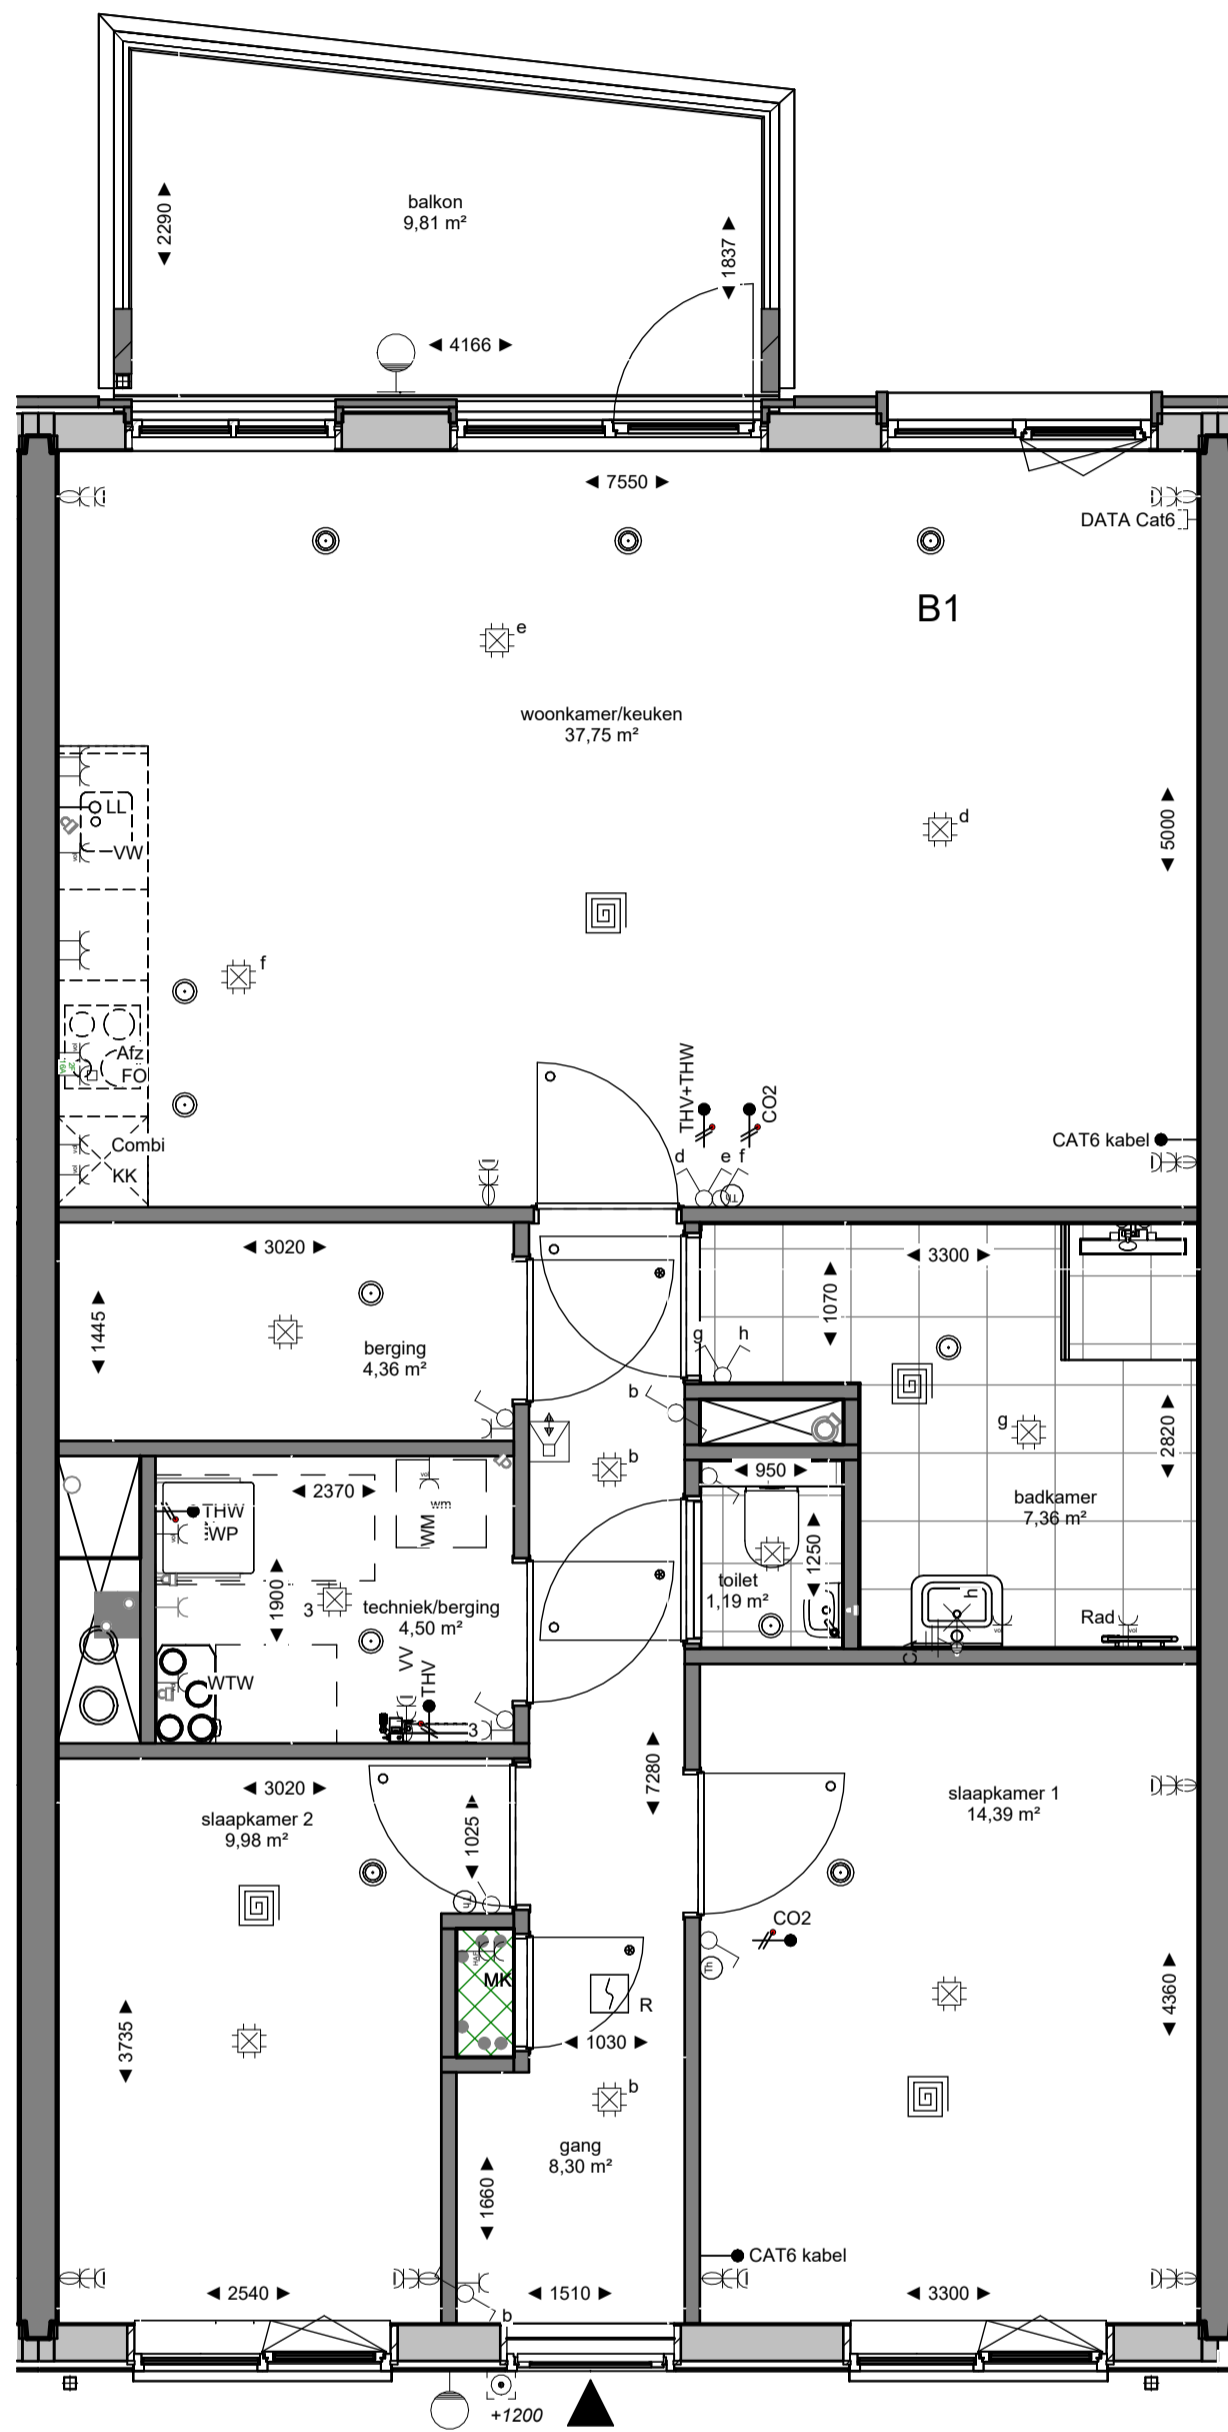 balkon
9,81 m²
2290
1837
4166
7550
DATA Cat6
B1
e
woonkamer/keuken
37,75 m²
LL
VW
d
5000
f
Afz
FO
THV+THW
CO2
Combi
KK
CAT6 kabel
d
e f
3020
3300
1445
1070
berging
4,36 m²
g
h
b
g
2820
b
950
2370
THW
WP
WM
wm
badkamer
7,36 m²
1250
toilet
1,19 m²
1900
3
techniek/berging
4,50 m²
h
Rad
VV
THV
WTW
3
7280
3020
slaapkamer 2
9,98 m²
slaapkamer 1
14,39 m²
1025
CO2
Th
MK
R
1030
3735
4360
b
gang
8,30 m²
1660
CAT6 kabel
2540
1510
3300
b
+1200